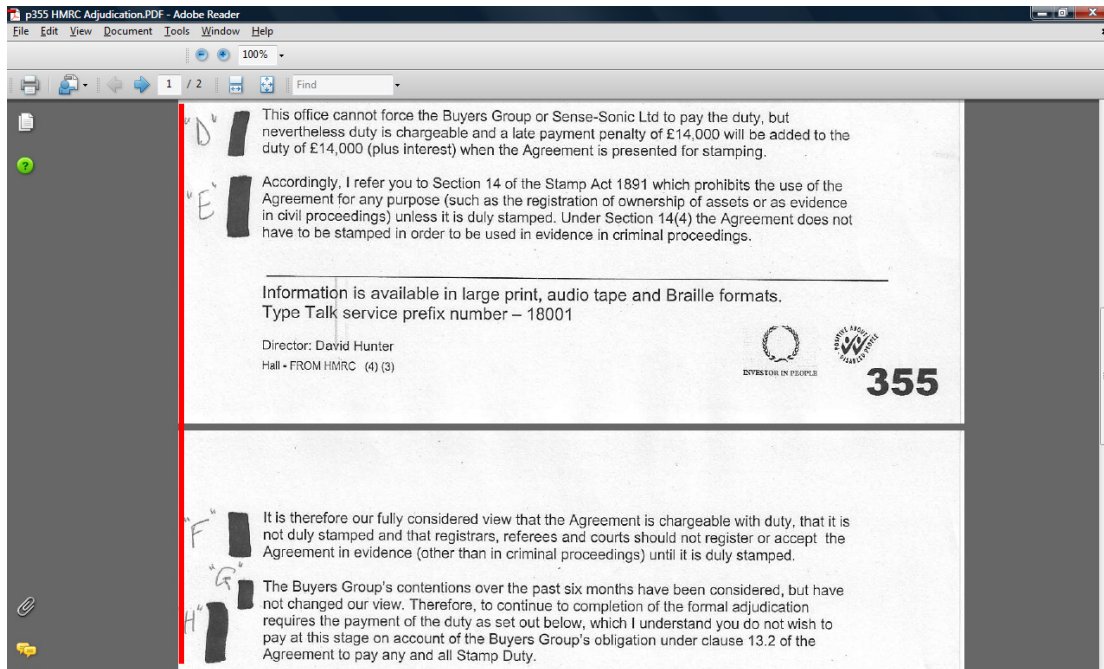 p355 HMRC Adjudication.PDF - Adobe Reader
File Edit View Document Tools Window Help
100%
1 / 2 Find
"D"
This office cannot force the Buyers Group or Sense-Sonic Ltd to pay the duty, but
nevertheless duty is chargeable and a late payment penalty of £14,000 will be added to the
duty of £14,000 (plus interest) when the Agreement is presented for stamping.
"E"
Accordingly, I refer you to Section 14 of the Stamp Act 1891 which prohibits the use of the
Agreement for any purpose (such as the registration of ownership of assets or as evidence
in civil proceedings) unless it is duly stamped. Under Section 14(4) the Agreement does not
have to be stamped in order to be used in evidence in criminal proceedings.
Information is available in large print, audio tape and Braille formats.
Type Talk service prefix number – 18001
Director: David Hunter
Hall - FROM HMRC (4) (3)
INVESTOR IN PEOPLE
POSITIVE ABOUT DISABLED PEOPLE
355
"F"
It is therefore our fully considered view that the Agreement is chargeable with duty, that it is
not duly stamped and that registrars, referees and courts should not register or accept the
Agreement in evidence (other than in criminal proceedings) until it is duly stamped.
"G"
The Buyers Group's contentions over the past six months have been considered, but have
not changed our view. Therefore, to continue to completion of the formal adjudication
"H"
requires the payment of the duty as set out below, which I understand you do not wish to
pay at this stage on account of the Buyers Group's obligation under clause 13.2 of the
Agreement to pay any and all Stamp Duty.